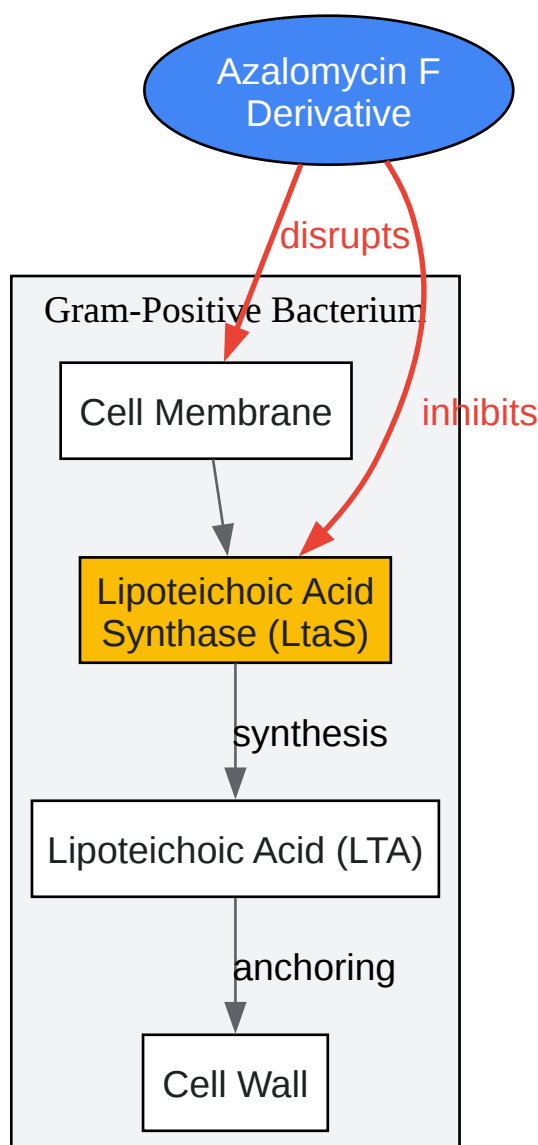 Azalomycin F
Derivative
disrupts
Gram-Positive Bacterium
Cell Membrane
inhibits
Lipoteichoic Acid
Synthase (LtaS)
synthesis
Lipoteichoic Acid (LTA)
anchoring
Cell Wall